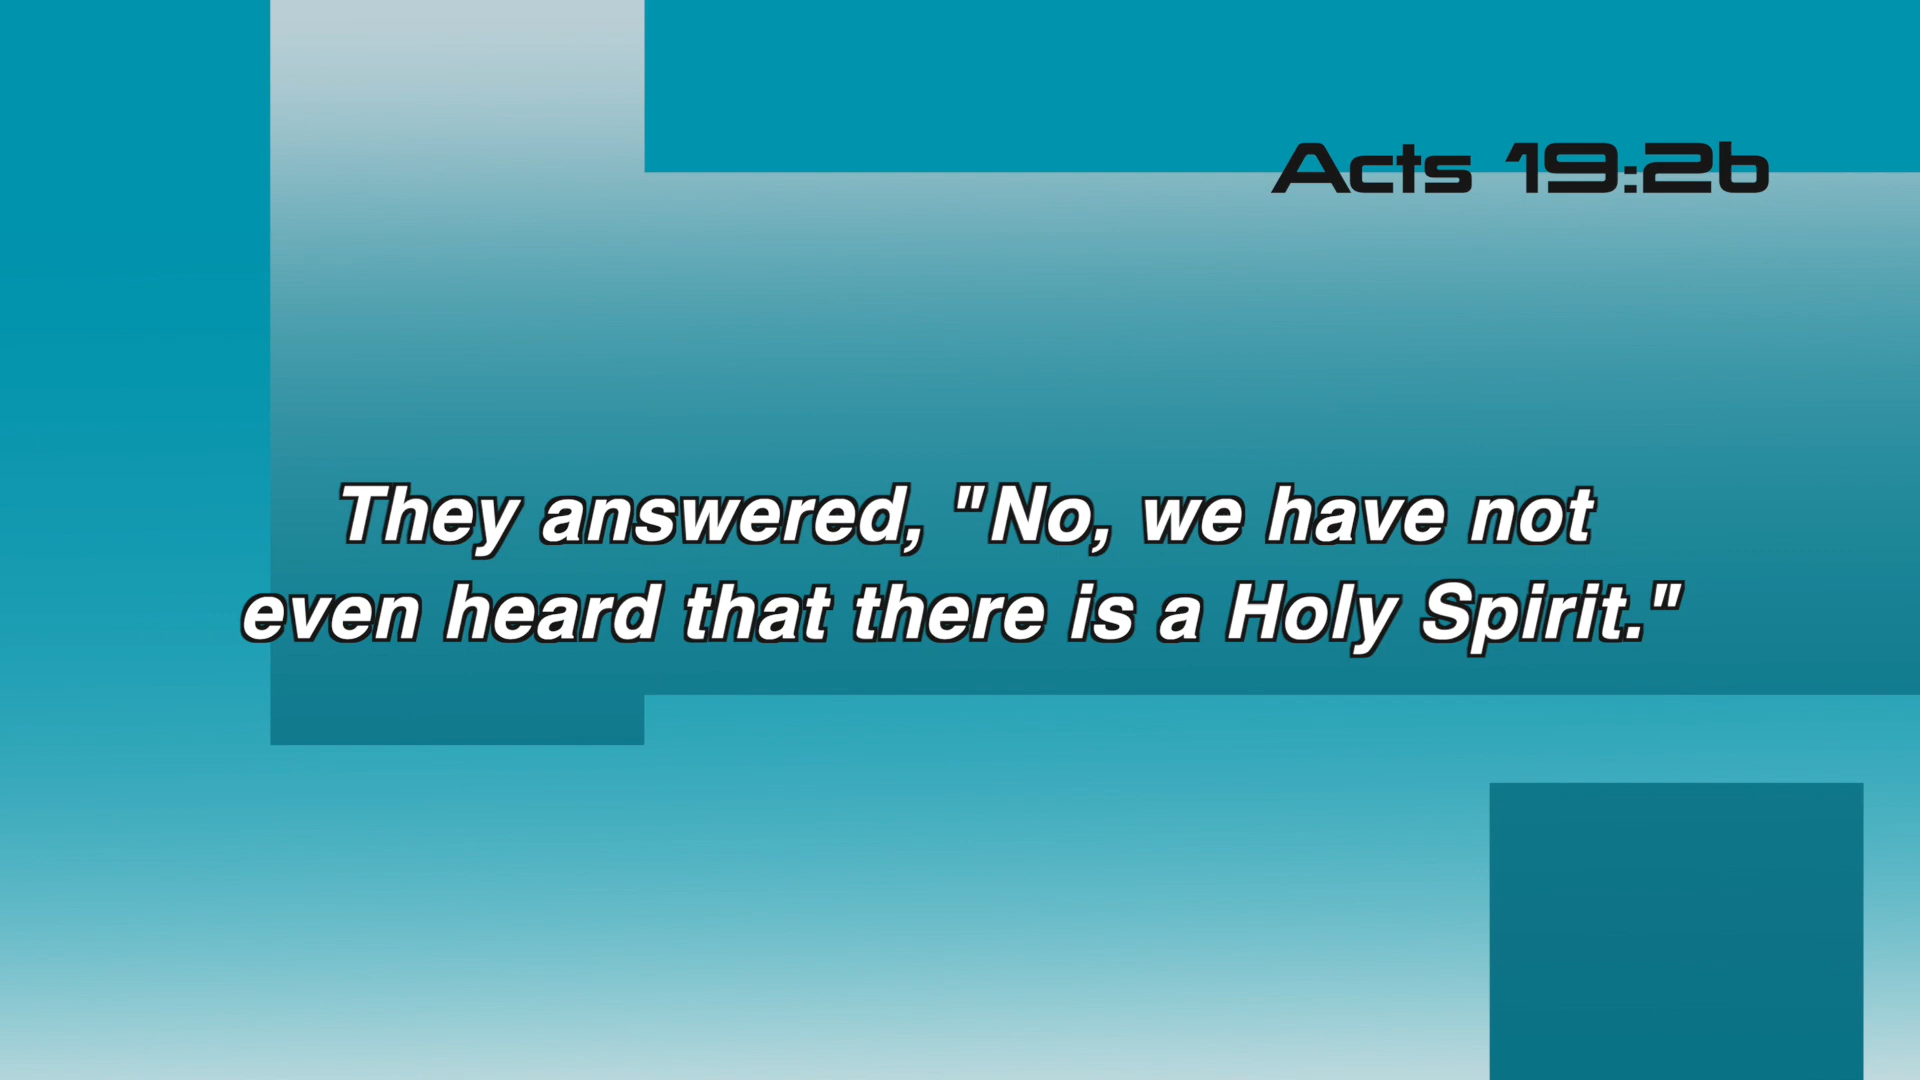 Acts 19:2b
They answered, "No, we have not
even heard that there is a Holy Spirit."